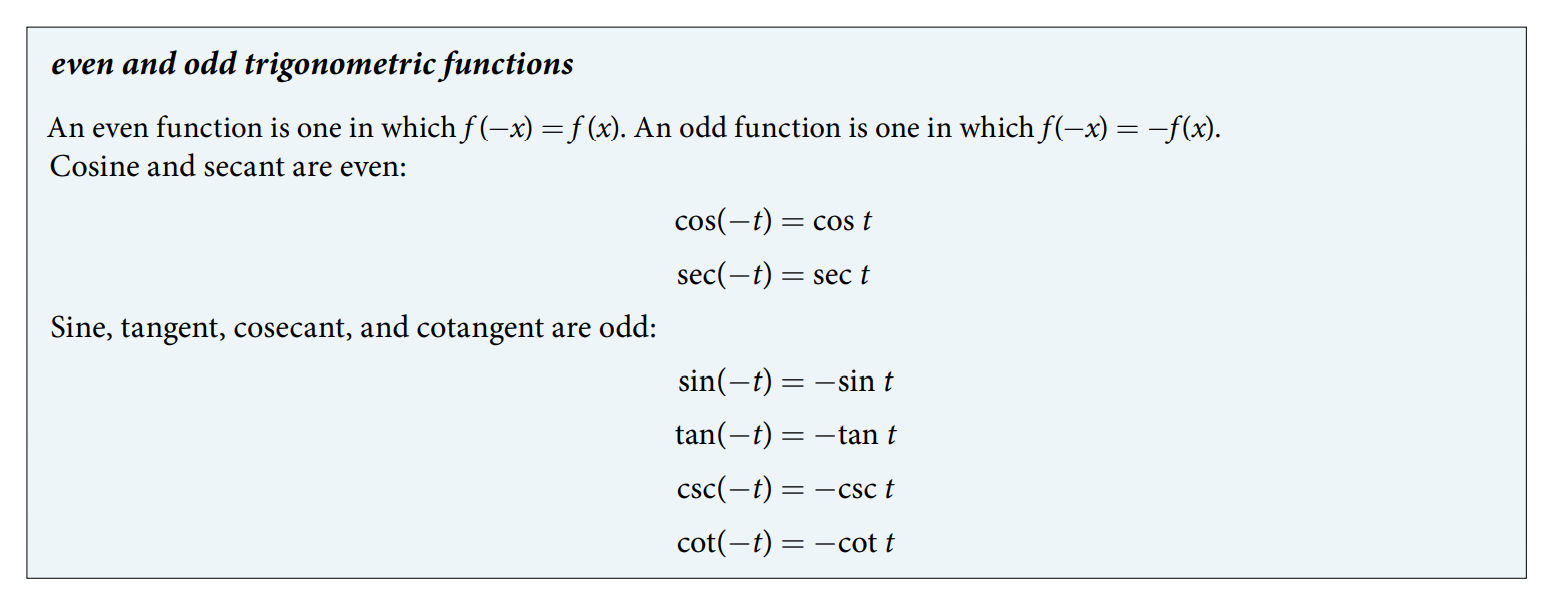 even and odd trigonometric functions
An even function is one in which f (−x) = f (x). An odd function is one in which f(−x) = −f(x).
Cosine and secant are even:
cos(−t) = cos t
sec(−t) = sec t
Sine, tangent, cosecant, and cotangent are odd:
sin(−t) = −sin t
tan(−t) = −tan t
csc(−t) = −csc t
cot(−t) = −cot t